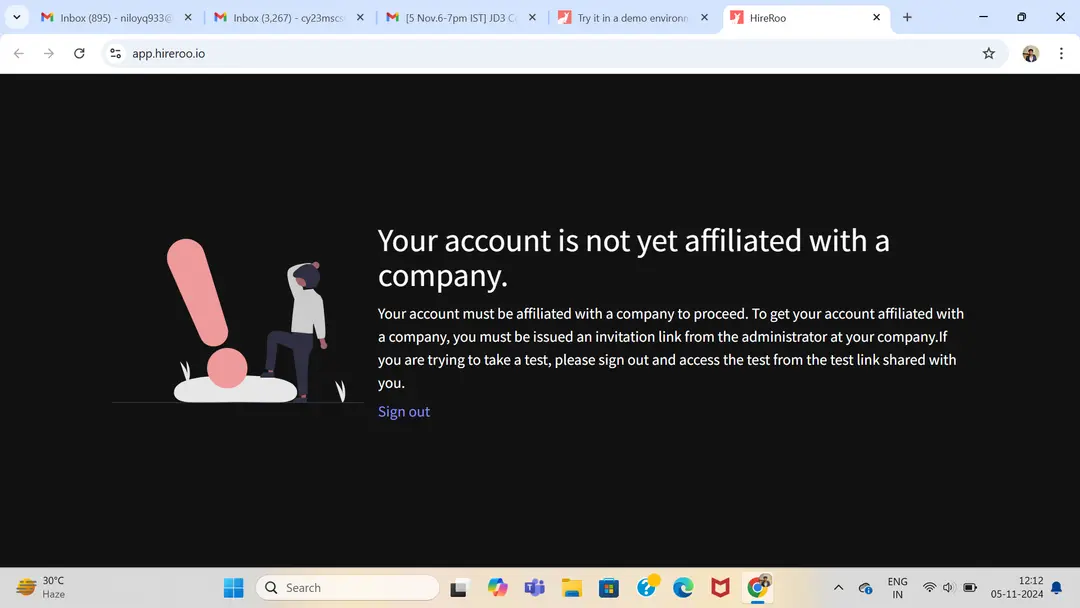 Inbox (895) - niloyq933@
Inbox (3,267) - cy23mscs
[5 Nov.6-7pm IST] JD3 C
Try it in a demo environm
HireRoo
app.hireroo.io
Your account is not yet affiliated with a
company.
Your account must be affiliated with a company to proceed. To get your account affiliated with
a company, you must be issued an invitation link from the administrator at your company.If
you are trying to take a test, please sign out and access the test from the test link shared with
you.
Sign out
30°C
Haze
Search
ENG
IN
12:12
05-11-2024